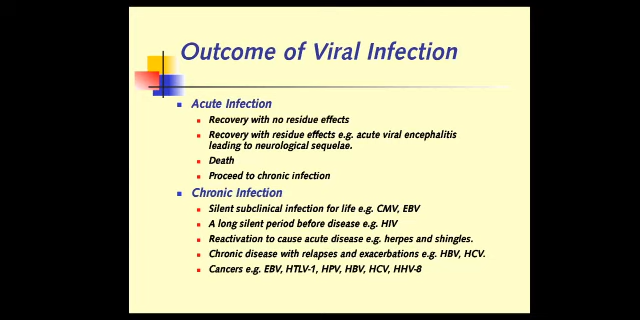 Outcome of Viral Infection
Acute Infection
Recovery with no residue effects
Recovery with residue effects e.g. acute viral encephalitis
leading to neurological sequelae.
Death
Proceed to chronic infection
Chronic Infection
Silent subclinical infection for life e.g. CMV, EBV
A long silent period before disease e.g. HIV
Reactivation to cause acute disease e.g. herpes and shingles.
Chronic disease with relapses and exacerbations e.g. HBV, HCV.
Cancers e.g. EBV, HTLV-1, HPV, HBV, HCV, HHV-8